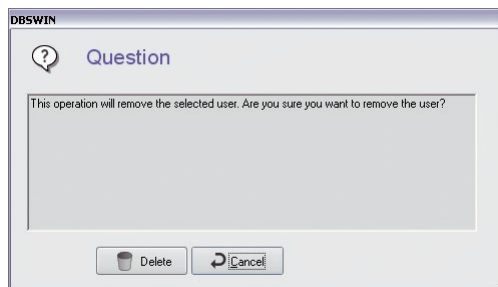 DBSWIN
Question
This operation will remove the selected user. Are you sure you want to remove the user?
Delete
Cancel